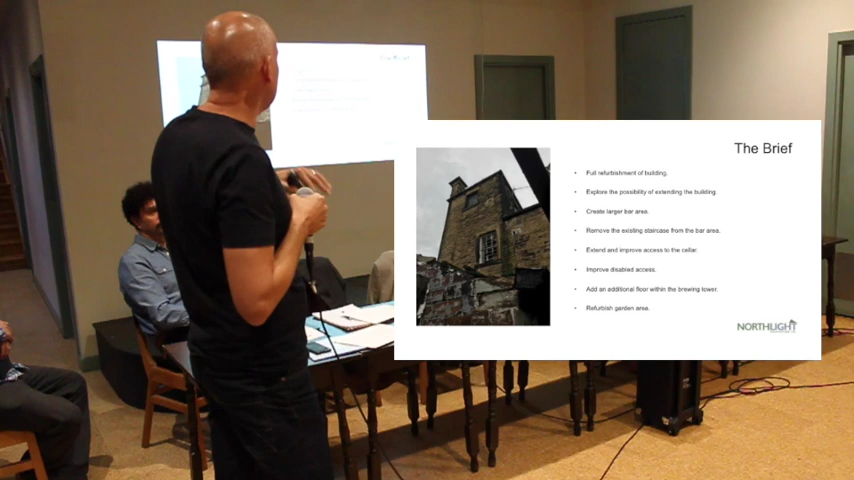 The Brief
The Brief
• Full refurbishment of building.
• Explore the possibility of extending the building.
• Create larger bar area.
• Remove the existing staircase from the bar area.
• Extend and improve access to the cellar.
• Improve disabled access.
• Add an additional floor within the brewing tower.
• Refurbish garden area.
NORTHLIGHT